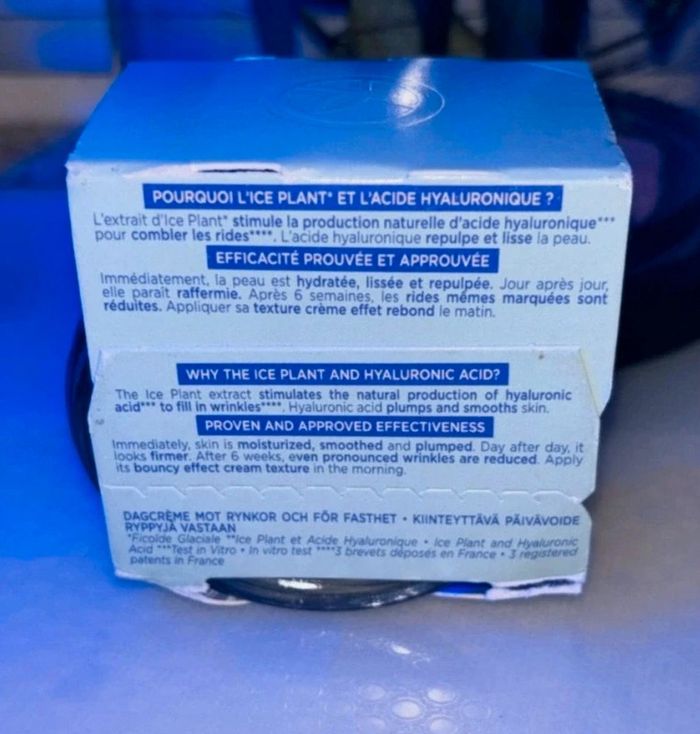 POURQUOI L'ICE PLANT* ET L'ACIDE HYALURONIQUE ?
L'extrait d'Ice Plant* stimule la production naturelle d'acide hyaluronique***
pour combler les rides****. L'acide hyaluronique repulpe et lisse la peau.
EFFICACITÉ PROUVÉE ET APPROUVÉE
Immédiatement, la peau est hydratée, lissée et repulpée. Jour après jour,
elle paraît raffermie. Après 6 semaines, les rides mêmes marquées sont
réduites. Appliquer sa texture crème effet rebond le matin.
WHY THE ICE PLANT AND HYALURONIC ACID?
The Ice Plant extract stimulates the natural production of hyaluronic
acid*** to fill in wrinkles****. Hyaluronic acid plumps and smooths skin.
PROVEN AND APPROVED EFFECTIVENESS
Immediately, skin is moisturized, smoothed and plumped. Day after day, it
looks firmer. After 6 weeks, even pronounced wrinkles are reduced. Apply
its bouncy effect cream texture in the morning.
DAGCRÈME MOT RYNKOR OCH FÖR FASTHET • KIINTEYTTÄVÄ PÄIVÄVOIDE
RYPPYJÄ VASTAAN
*Ficoïde Glaciale **Ice Plant et Acide Hyaluronique • Ice Plant and Hyaluronic
Acid ***Test in Vitro • In vitro test ****3 brevets déposés en France • 3 registered
patents in France